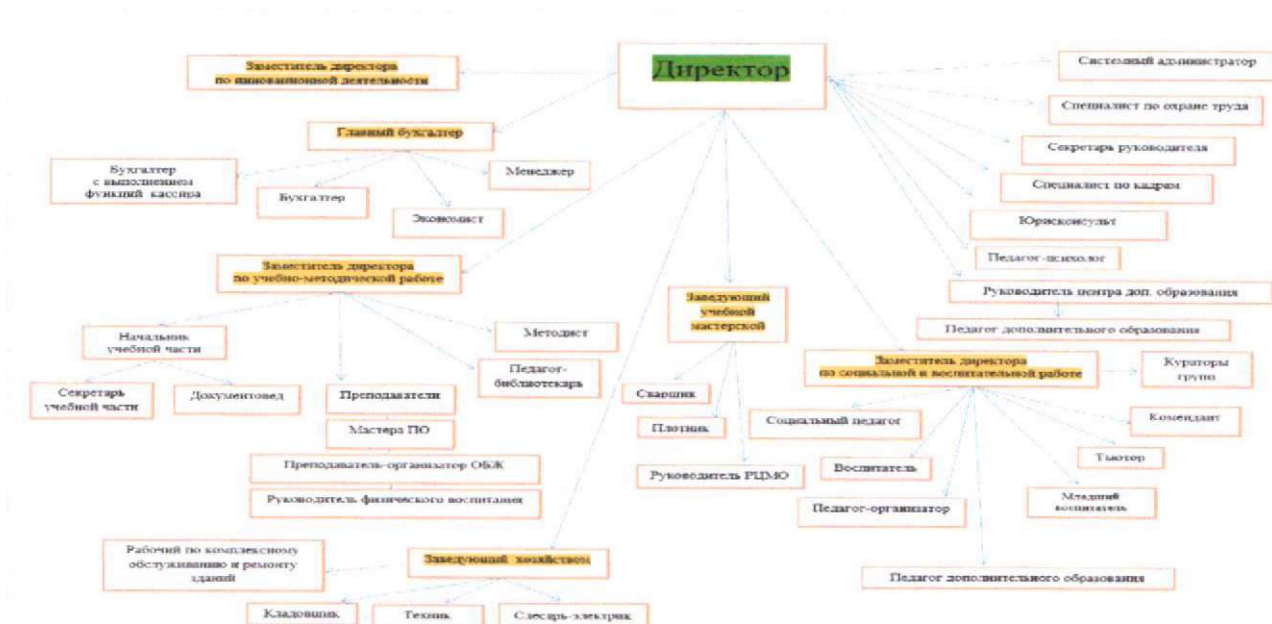 Директор
Заместитель директора
по инновационной деятельности
Главный бухгалтер
Бухгалтер
с выполнением
функций кассира
Бухгалтер
Экономист
Менеджер
Системный администратор
Специалист по охране труда
Секретарь руководителя
Специалист по кадрам
Юрисконсульт
Педагог-психолог
Руководитель центра доп. образования
Педагог дополнительного образования
Заместитель директора
по учебно-методической работе
Начальник
учебной части
Секретарь
учебной части
Документовед
Преподаватели
Мастера ПО
Преподаватель-организатор ОБЖ
Руководитель физического воспитания
Методист
Педагог-
библиотекарь
Заведующий
учебной
мастерской
Сварщик
Плотник
Руководитель РЦМО
Заместитель директора
по социальной и воспитательной работе
Кураторы
групп
Социальный педагог
Воспитатель
Педагог-организатор
Комендант
Тьютор
Младший
воспитатель
Педагог дополнительного образования
Заведующий хозяйством
Рабочий по комплексному
обслуживанию и ремонту
зданий
Кладовщик
Техник
Слесарь-электрик